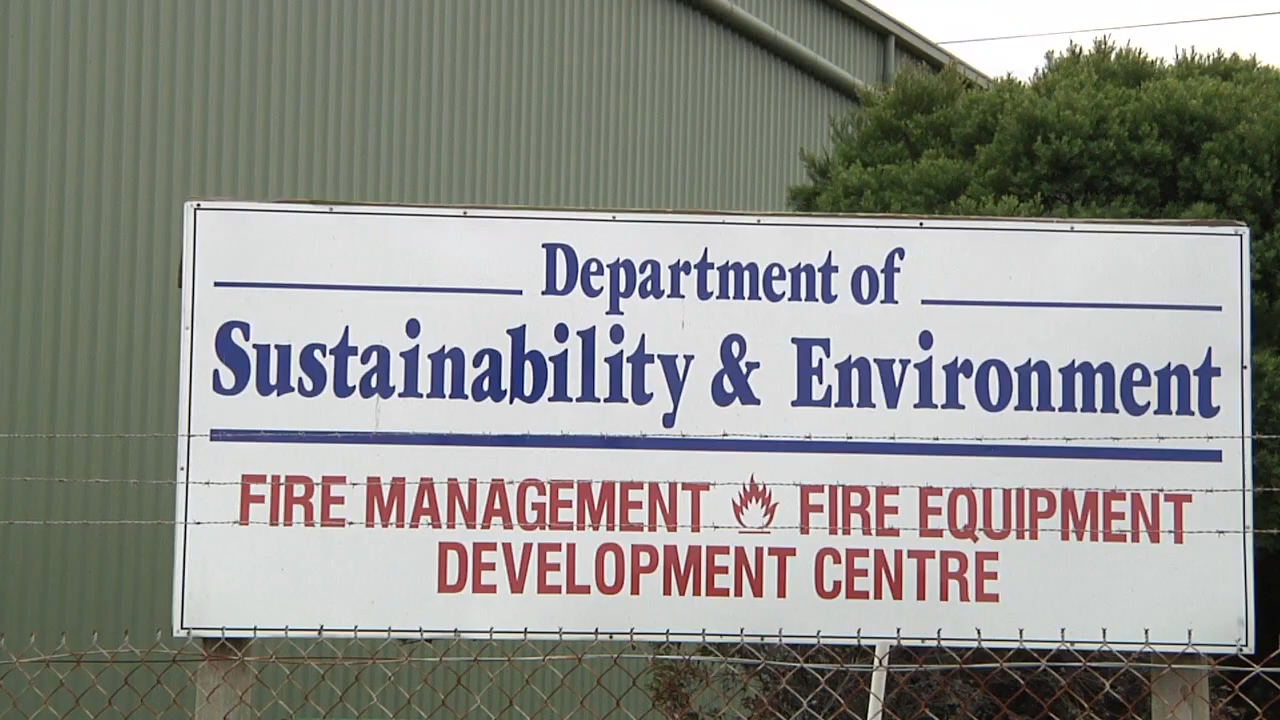 Department of
Sustainability & Environment
FIRE MANAGEMENT FIRE EQUIPMENT
DEVELOPMENT CENTRE